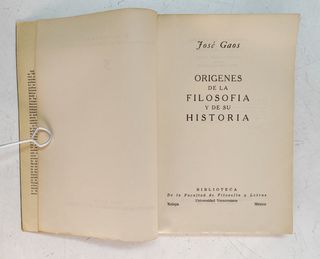 José Gaos
ORIGENES
DE LA
FILOSOFIA
Y DE SU
HISTORIA
BIBLIOTECA
De la Facultad de Filosofía y Letras
Universidad Veracruzana
Xalapa México